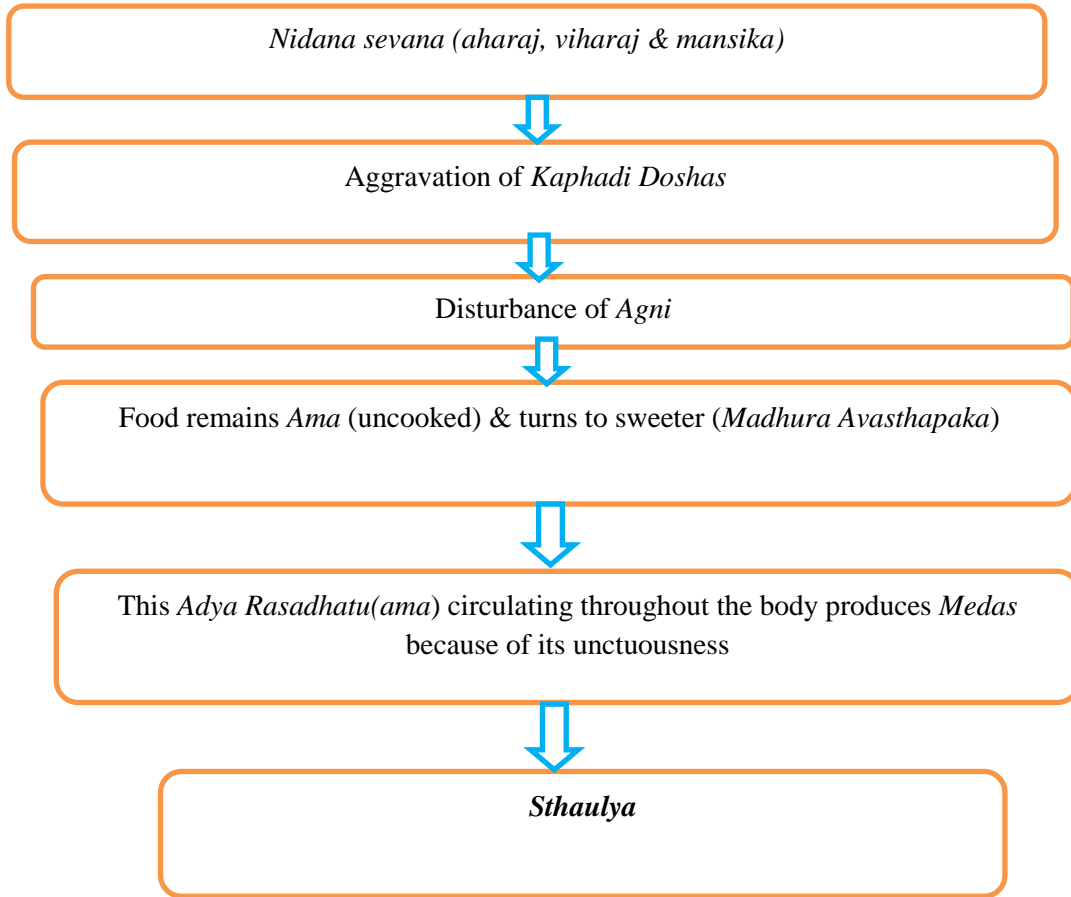 Nidana sevana (aharaj, viharaj & mansika)
Aggravation of Kaphadi Doshas
Disturbance of Agni
Food remains Ama (uncooked) & turns to sweeter (Madhura Avasthapaka)
This Adya Rasadhatu(ama) circulating throughout the body produces Medas
because of its unctuousness
Sthaulya